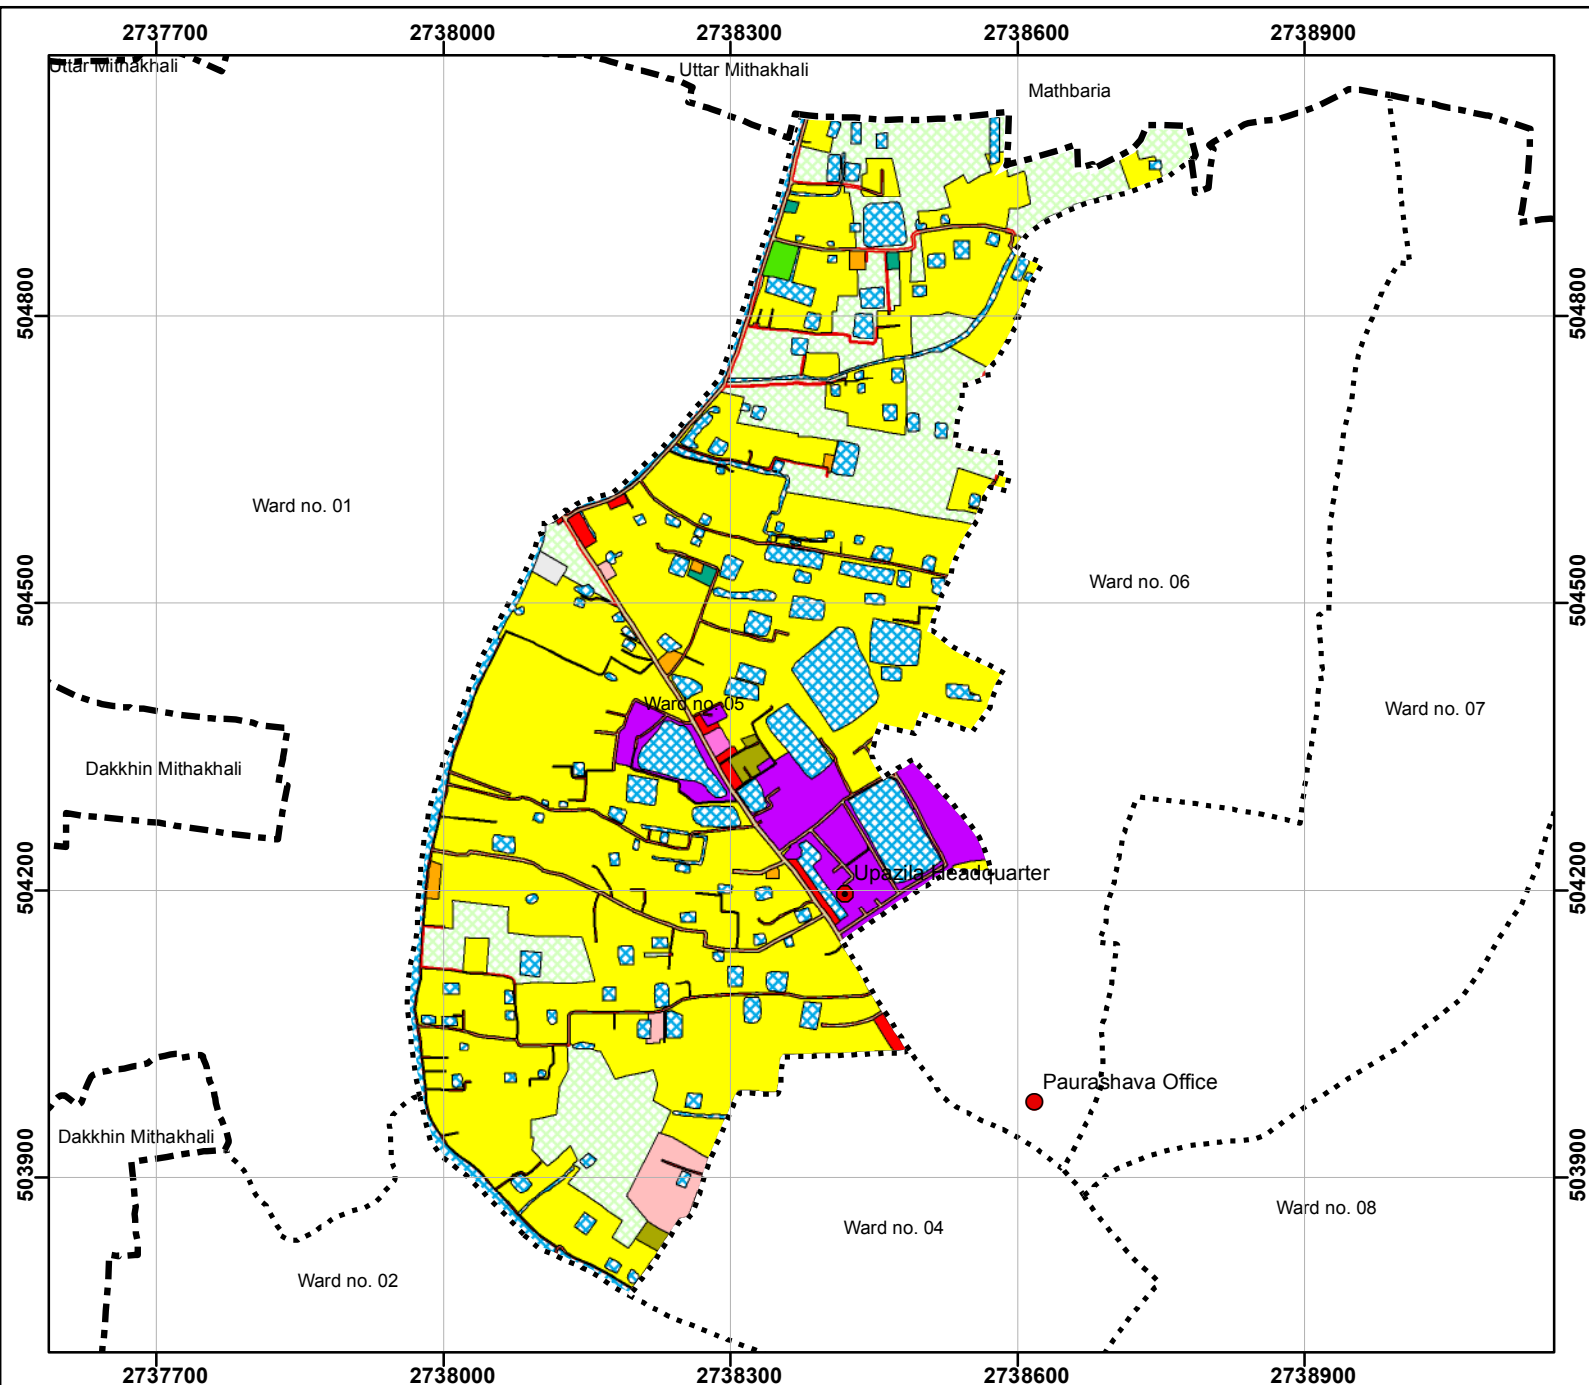 2737700 2738000 2738300 2738600 2738900
Uttar Mithakhali
Uttar Mithakhali
Mathbaria
504800
504800
Ward no. 01
504500
504500
Ward no. 06
Ward no. 05
Ward no. 07
Dakkhin Mithakhali
504200
504200
Upazila Headquarter
Paurashava Office
Dakkhin Mithakhali
503900
503900
Ward no. 08
Ward no. 04
Ward no. 02
2737700 2738000 2738300 2738600 2738900